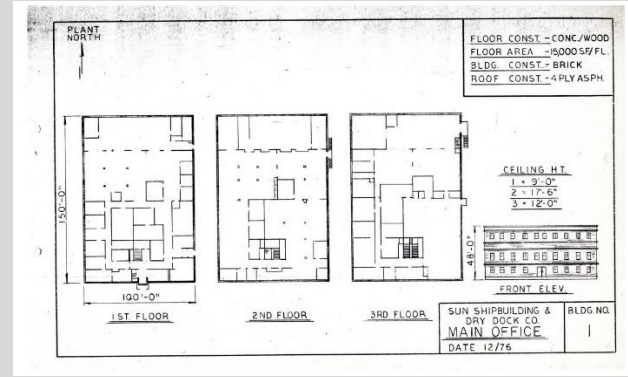 PLANT
NORTH
FLOOR CONST. - CONC./WOOD
FLOOR AREA - 15,000 S.F./FL.
BLDG. CONST. - BRICK
ROOF CONST. - 4 PLY ASPH.
150'-0"
100'-0"
1ST. FLOOR
2ND FLOOR
3RD FLOOR
CEILING HT.
1 = 9'-0"
2 = 17'-6"
3 = 12'-0"
48'-0"
FRONT ELEV.
SUN SHIPBUILDING &
DRY DOCK CO.
MAIN OFFICE
DATE 12/76
BLDG NO.
1